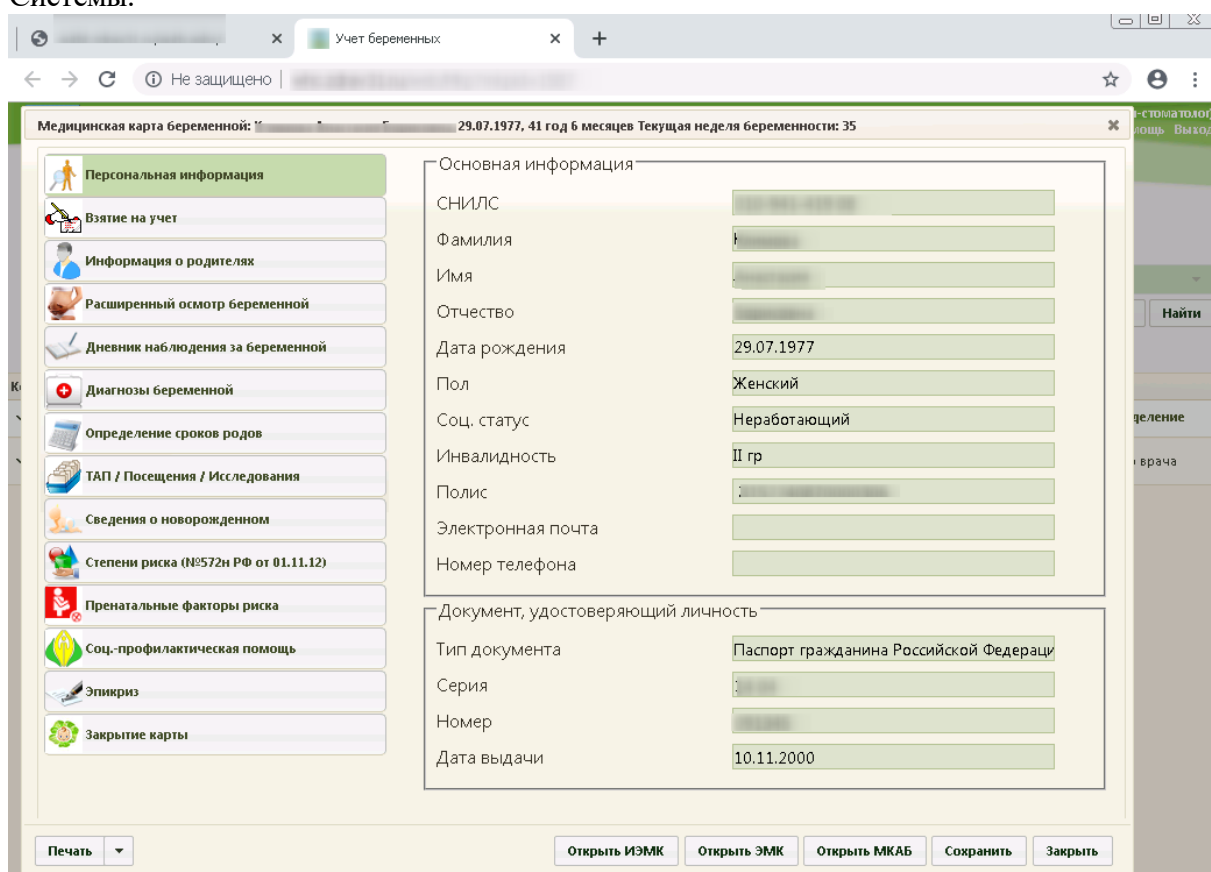 Системы.
Учет беременных
Не защищено
Медицинская карта беременной: 29.07.1977, 41 год 6 месяцев Текущая неделя беременности: 35
Помощь Выход
Персональная информация
Взятие на учет
Информация о родителях
Расширенный осмотр беременной
Дневник наблюдения за беременной
Диагнозы беременной
Определение сроков родов
ТАП / Посещения / Исследования
Сведения о новорожденном
Степени риска (№572н РФ от 01.11.12)
Пренатальные факторы риска
Соц.-профилактическая помощь
Эпикриз
Закрытие карты
Основная информация
СНИЛС
Фамилия
Имя
Отчество
Дата рождения 29.07.1977
Пол Женский
Соц. статус Неработающий
Инвалидность II гр
Полис
Электронная почта
Номер телефона
Документ, удостоверяющий личность
Тип документа Паспорт гражданина Российской Федераци
Серия
Номер
Дата выдачи 10.11.2000
Найти
врача
Печать
Открыть ИЭМК
Открыть ЭМК
Открыть МКАБ
Сохранить
Закрыть